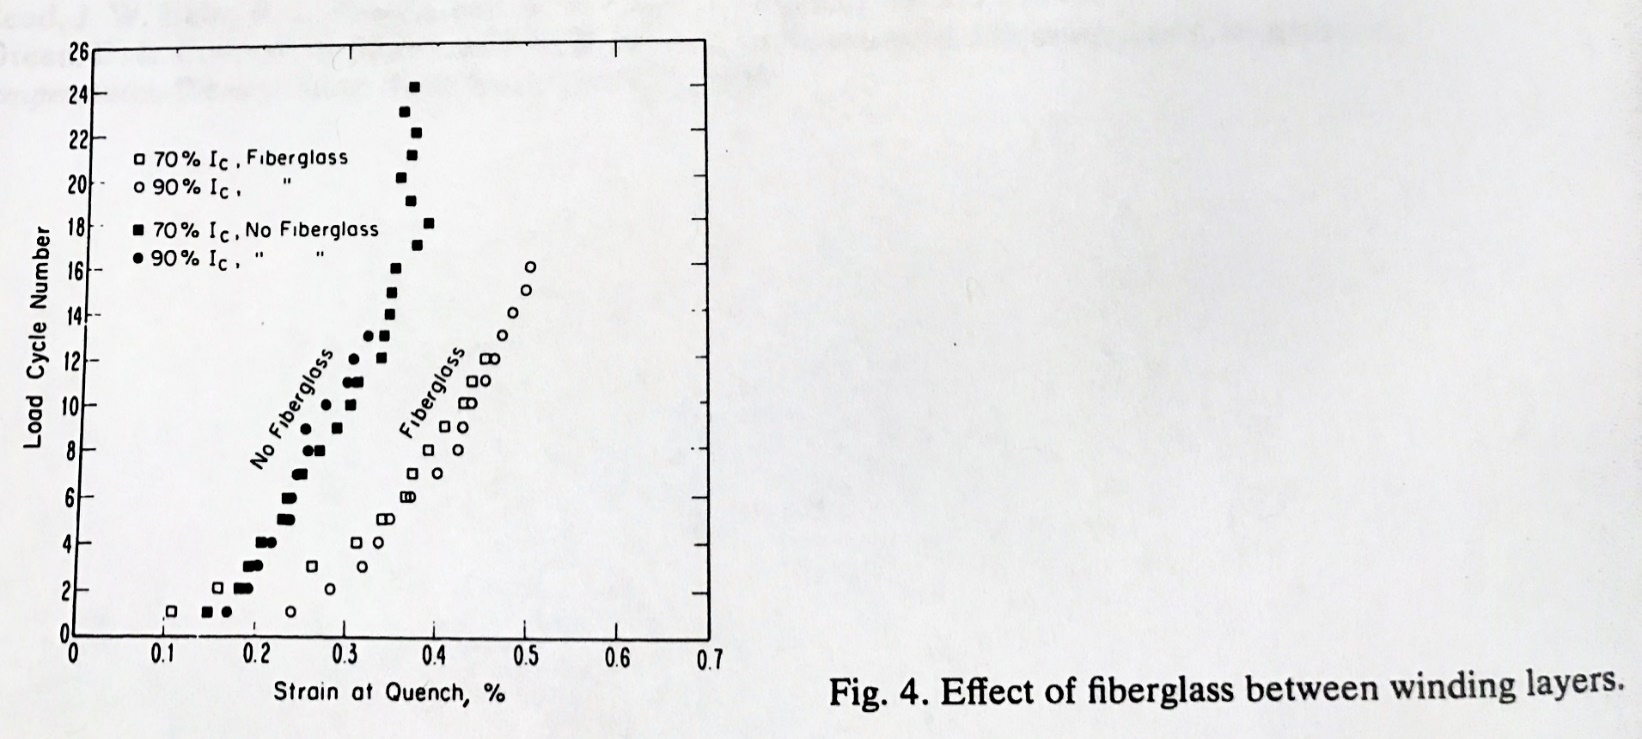 26
24
22
20
18
16
14
12
10
8
6
4
2
0
Load Cycle Number
70% Ic, Fiberglass
90% Ic, "
70% Ic, No Fiberglass
90% Ic, " "
No Fiberglass
Fiberglass
0 0.1 0.2 0.3 0.4 0.5 0.6 0.7
Strain at Quench, %
Fig. 4. Effect of fiberglass between winding layers.